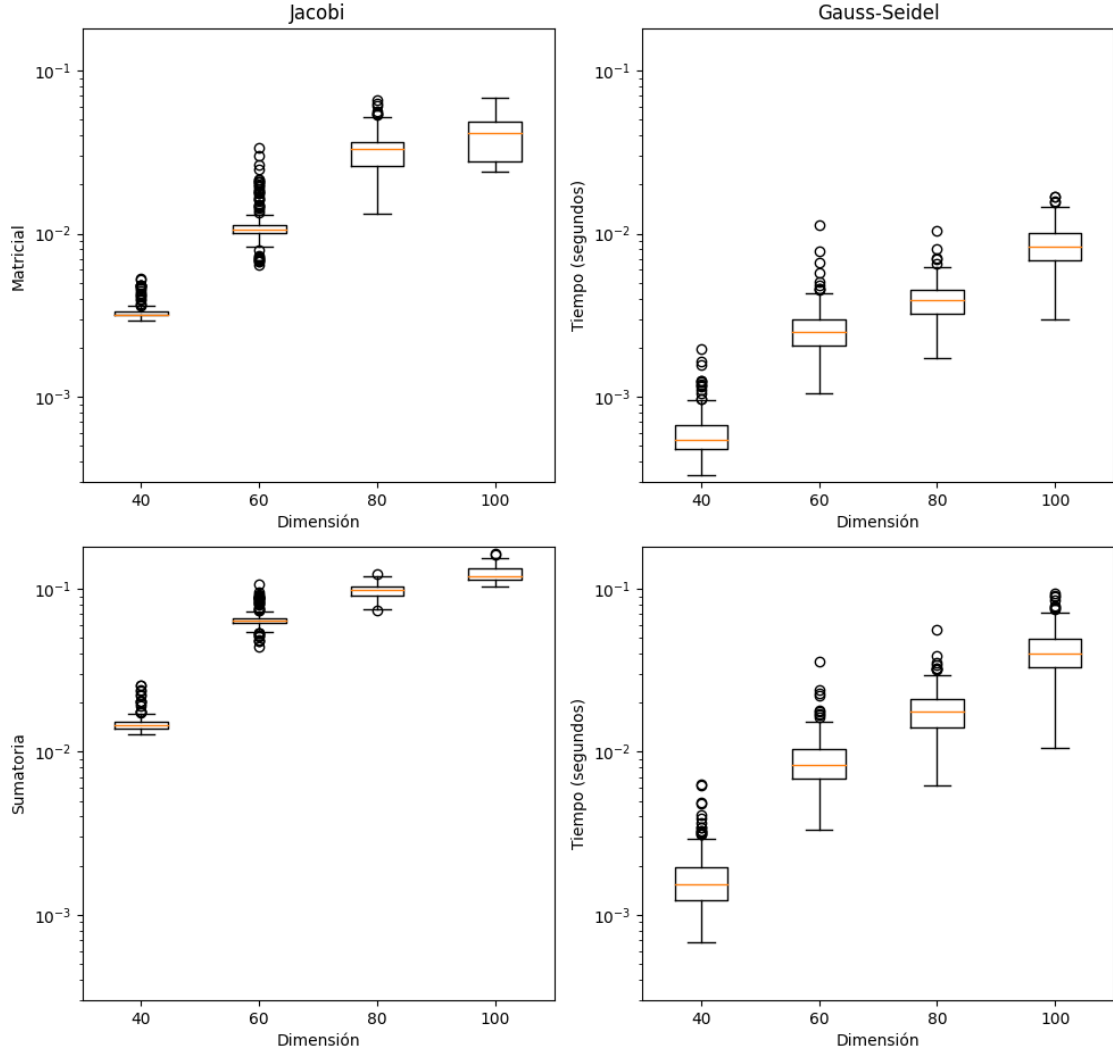 Jacobi
Gauss-Seidel
Matricial
10⁻¹
10⁻²
10⁻³
40 60 80 100
Dimensión
Tiempo (segundos)
10⁻¹
10⁻²
10⁻³
40 60 80 100
Dimensión
Sumatoria
10⁻¹
10⁻²
10⁻³
40 60 80 100
Dimensión
Tiempo (segundos)
10⁻¹
10⁻²
10⁻³
40 60 80 100
Dimensión